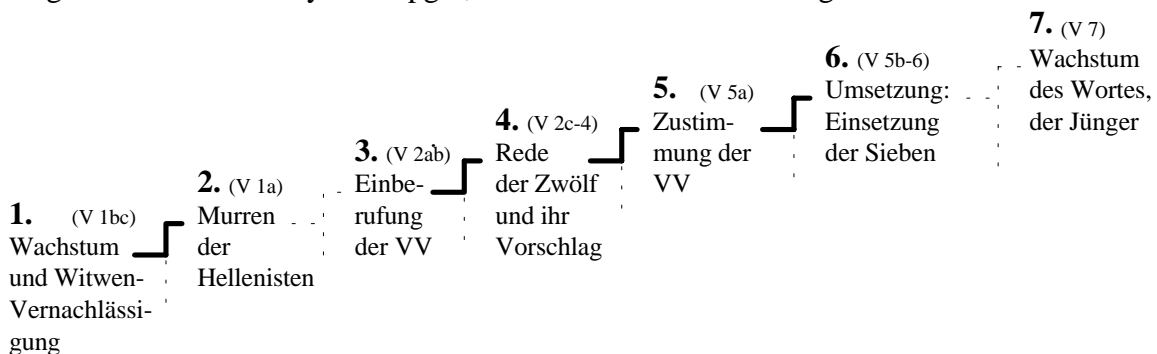 1. (V 1bc)
Wachstum
und Witwen-
Vernachlässi-
gung
2. (V 1a)
Murren
der
Hellenisten
3. (V 2ab)
Einbe-
rufung
der VV
4. (V 2c-4)
Rede
der Zwölf
und ihr
Vorschlag
5. (V 5a)
Zustim-
mung der
VV
6. (V 5b-6)
Umsetzung:
Einsetzung
der Sieben
7. (V 7)
Wachstum
des Wortes,
der Jünger